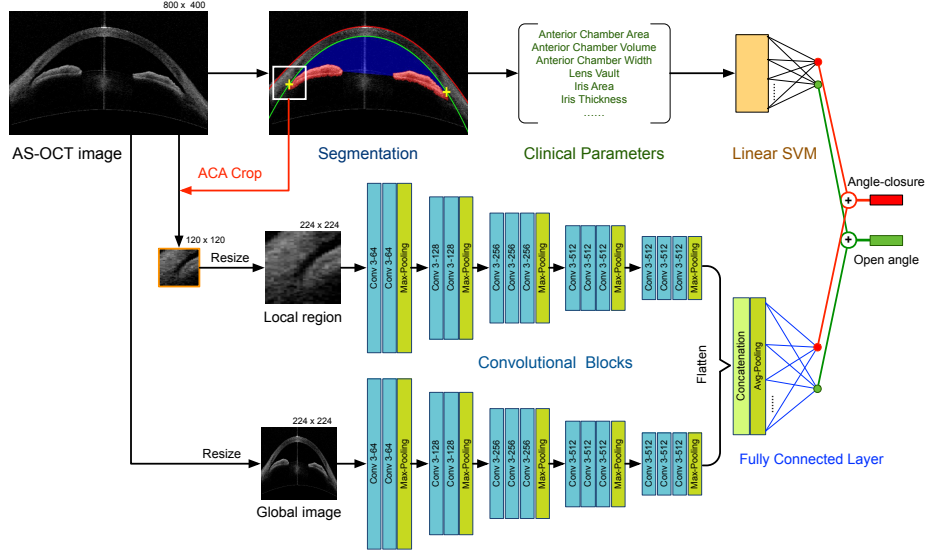 800 x 400
AS-OCT image
Segmentation
Anterior Chamber Area
Anterior Chamber Volume
Anterior Chamber Width
Lens Vault
Iris Area
Iris Thickness
......
Clinical Parameters
Linear SVM
ACA Crop
Angle-closure
+
+
Open angle
120 x 120
Resize
224 x 224
Local region
Conv 3-64
Conv 3-64
Max-Pooling
Conv 3-128
Conv 3-128
Max-Pooling
Conv 3-256
Conv 3-256
Conv 3-256
Max-Pooling
Conv 3-512
Conv 3-512
Conv 3-512
Max-Pooling
Conv 3-512
Conv 3-512
Conv 3-512
Max-Pooling
Convolutional Blocks
Flatten
Concatenation
Avg-Pooling
Fully Connected Layer
Resize
224 x 224
Global image
Conv 3-64
Conv 3-64
Max-Pooling
Conv 3-128
Conv 3-128
Max-Pooling
Conv 3-256
Conv 3-256
Conv 3-256
Max-Pooling
Conv 3-512
Conv 3-512
Conv 3-512
Max-Pooling
Conv 3-512
Conv 3-512
Conv 3-512
Max-Pooling